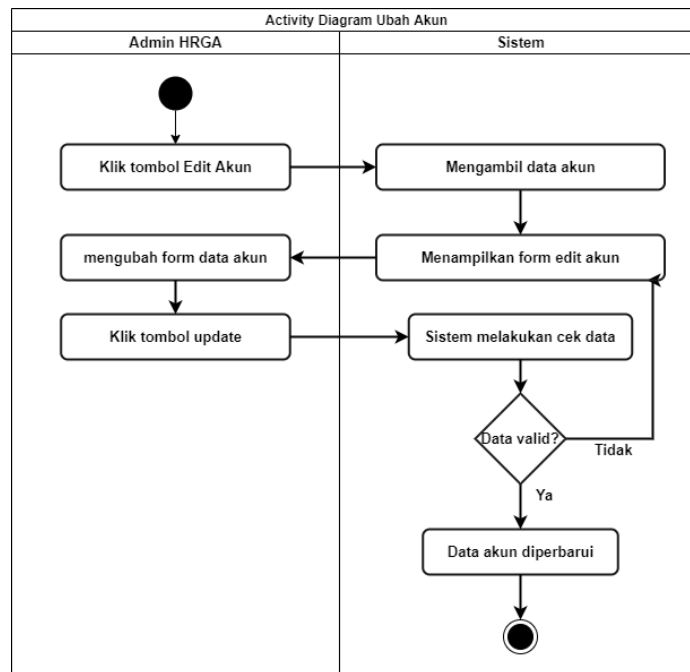 Activity Diagram Ubah Akun
Admin HRGA
Sistem
Klik tombol Edit Akun
Mengambil data akun
mengubah form data akun
Menampilkan form edit akun
Klik tombol update
Sistem melakukan cek data
Data valid?
Tidak
Ya
Data akun diperbarui